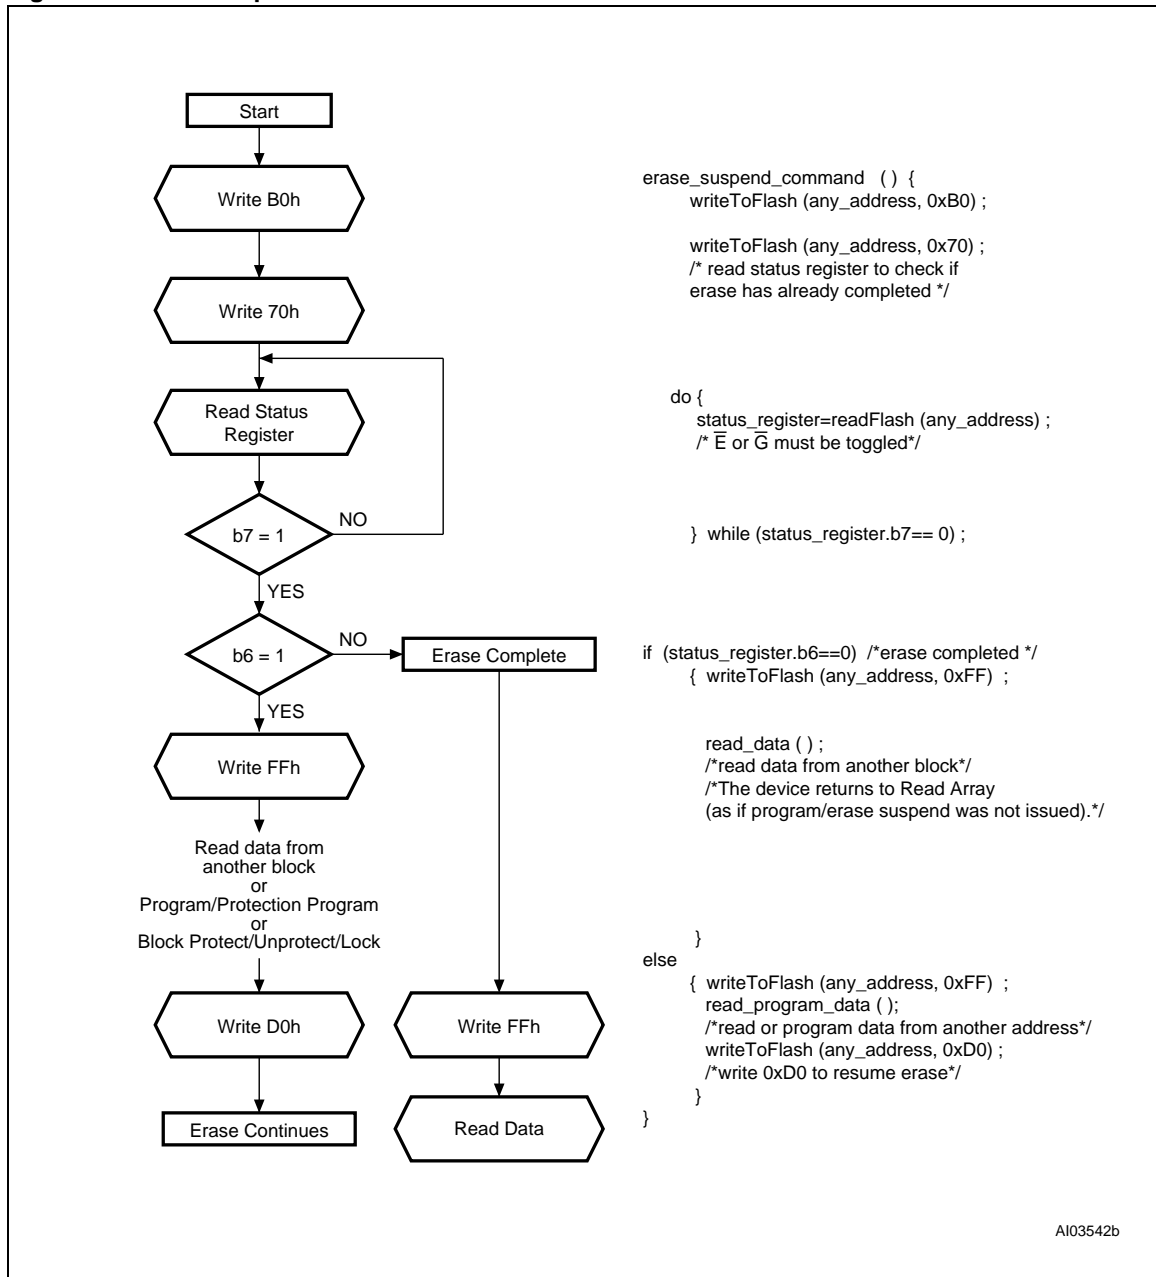 Start
Write B0h
Write 70h
Read Status
Register
b7 = 1
NO
YES
b6 = 1
NO
Erase Complete
YES
Write FFh
Read data from
another block
or
Program/Protection Program
or
Block Protect/Unprotect/Lock
Write D0h
Write FFh
Erase Continues
Read Data
erase_suspend_command ( ) {
writeToFlash (any_address, 0xB0) ;
writeToFlash (any_address, 0x70) ;
/* read status register to check if
erase has already completed */
do {
status_register=readFlash (any_address) ;
/* E̅ or G̅ must be toggled*/
} while (status_register.b7== 0) ;
if (status_register.b6==0) /*erase completed */
{ writeToFlash (any_address, 0xFF) ;
read_data ( ) ;
/*read data from another block*/
/*The device returns to Read Array
(as if program/erase suspend was not issued).*/
}
else
{ writeToFlash (any_address, 0xFF) ;
read_program_data ( );
/*read or program data from another address*/
writeToFlash (any_address, 0xD0) ;
/*write 0xD0 to resume erase*/
}
}
AI03542b